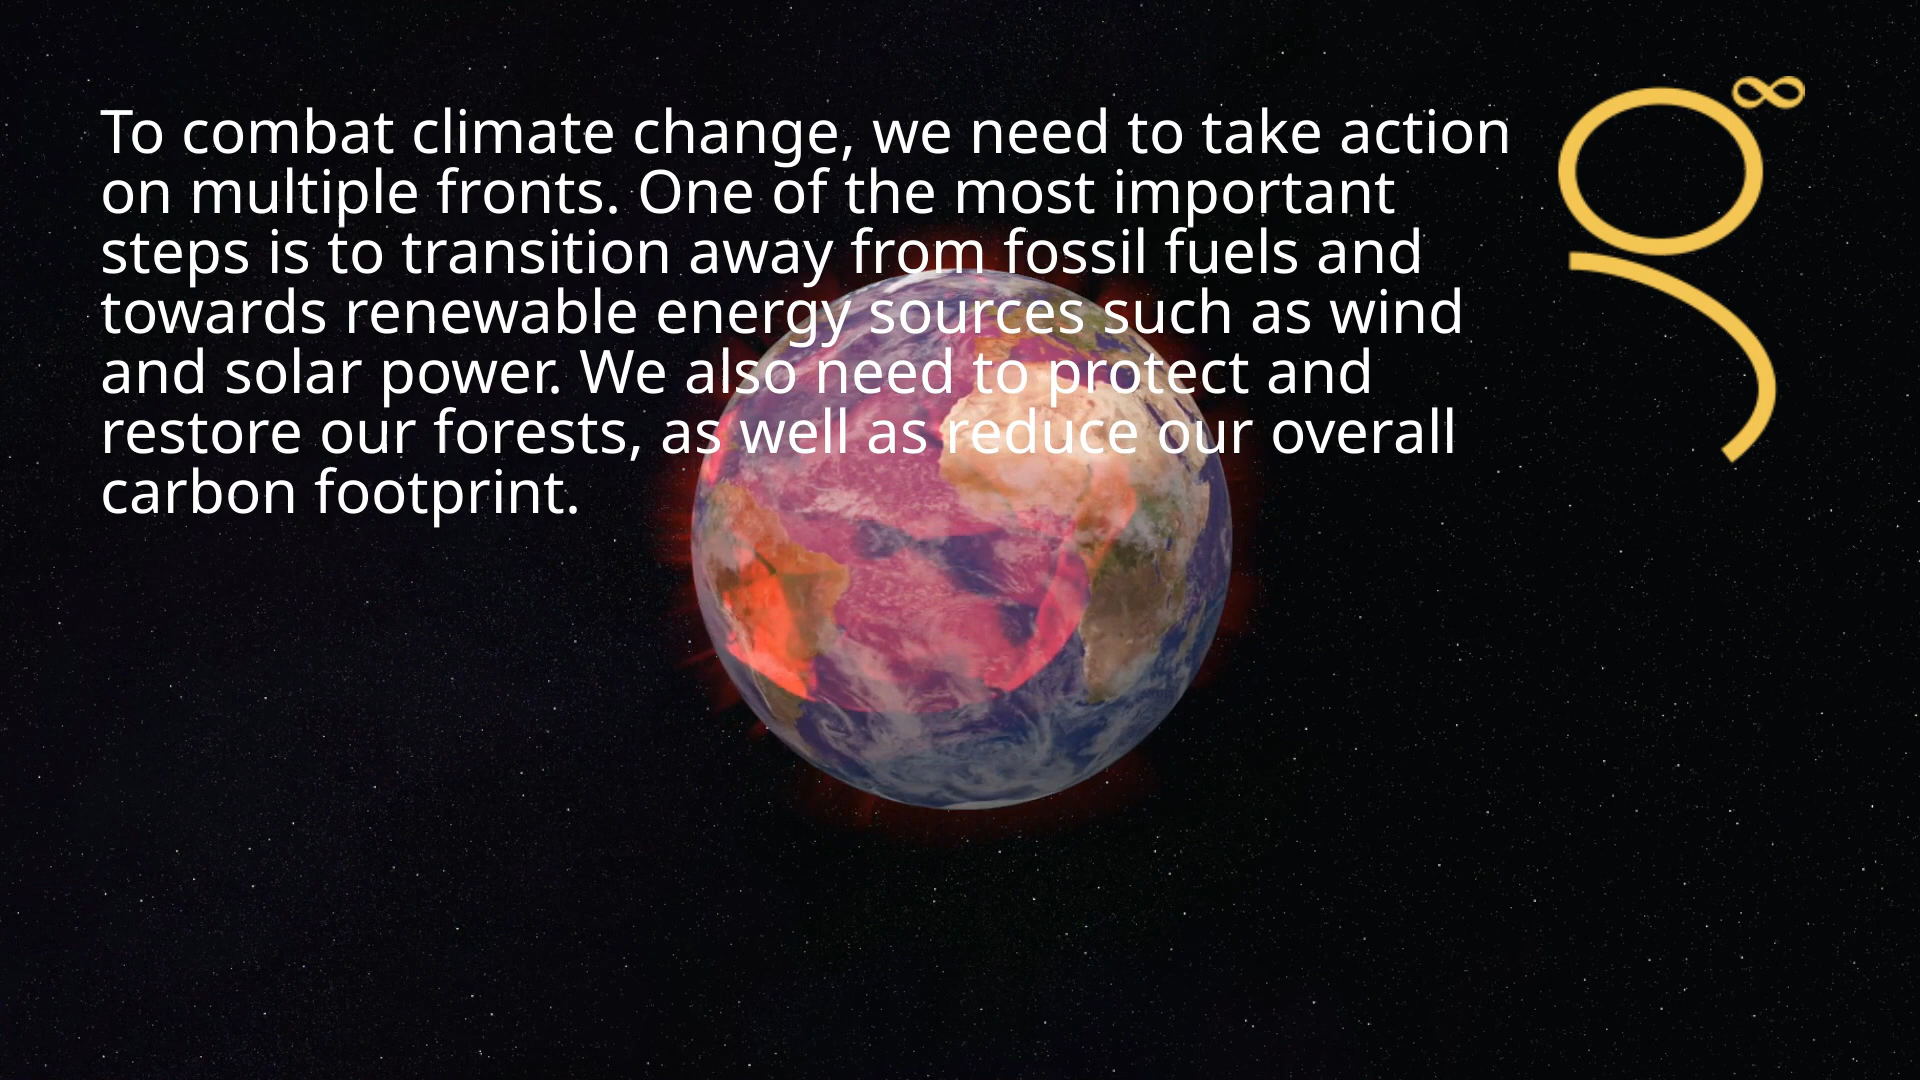 To combat climate change, we need to take action
on multiple fronts. One of the most important
steps is to transition away from fossil fuels and
towards renewable energy sources such as wind
and solar power. We also need to protect and
restore our forests, as well as reduce our overall
carbon footprint.